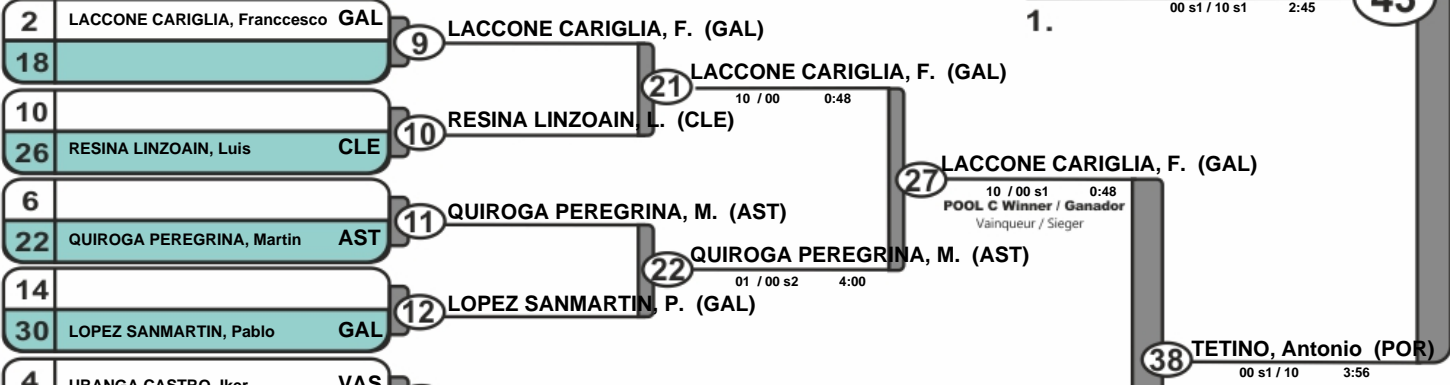 2 LACCONE CARIGLIA, Franccesco GAL
18
9 LACCONE CARIGLIA, F. (GAL)
10
26 RESINA LINZOAIN, Luis CLE
10 RESINA LINZOAIN, L. (CLE)
21 LACCONE CARIGLIA, F. (GAL)
10 / 00 0:48
6
22 QUIROGA PEREGRINA, Martin AST
11 QUIROGA PEREGRINA, M. (AST)
14
30 LOPEZ SANMARTIN, Pablo GAL
12 LOPEZ SANMARTIN, P. (GAL)
22 QUIROGA PEREGRINA, M. (AST)
01 / 00 s2 4:00
27 LACCONE CARIGLIA, F. (GAL)
10 / 00 s1 0:48
POOL C Winner / Ganador
Vainqueur / Sieger
00 s1 / 10 s1 2:45
1.
38 TETINO, Antonio (POR)
00 s1 / 10 3:56
4 VAS